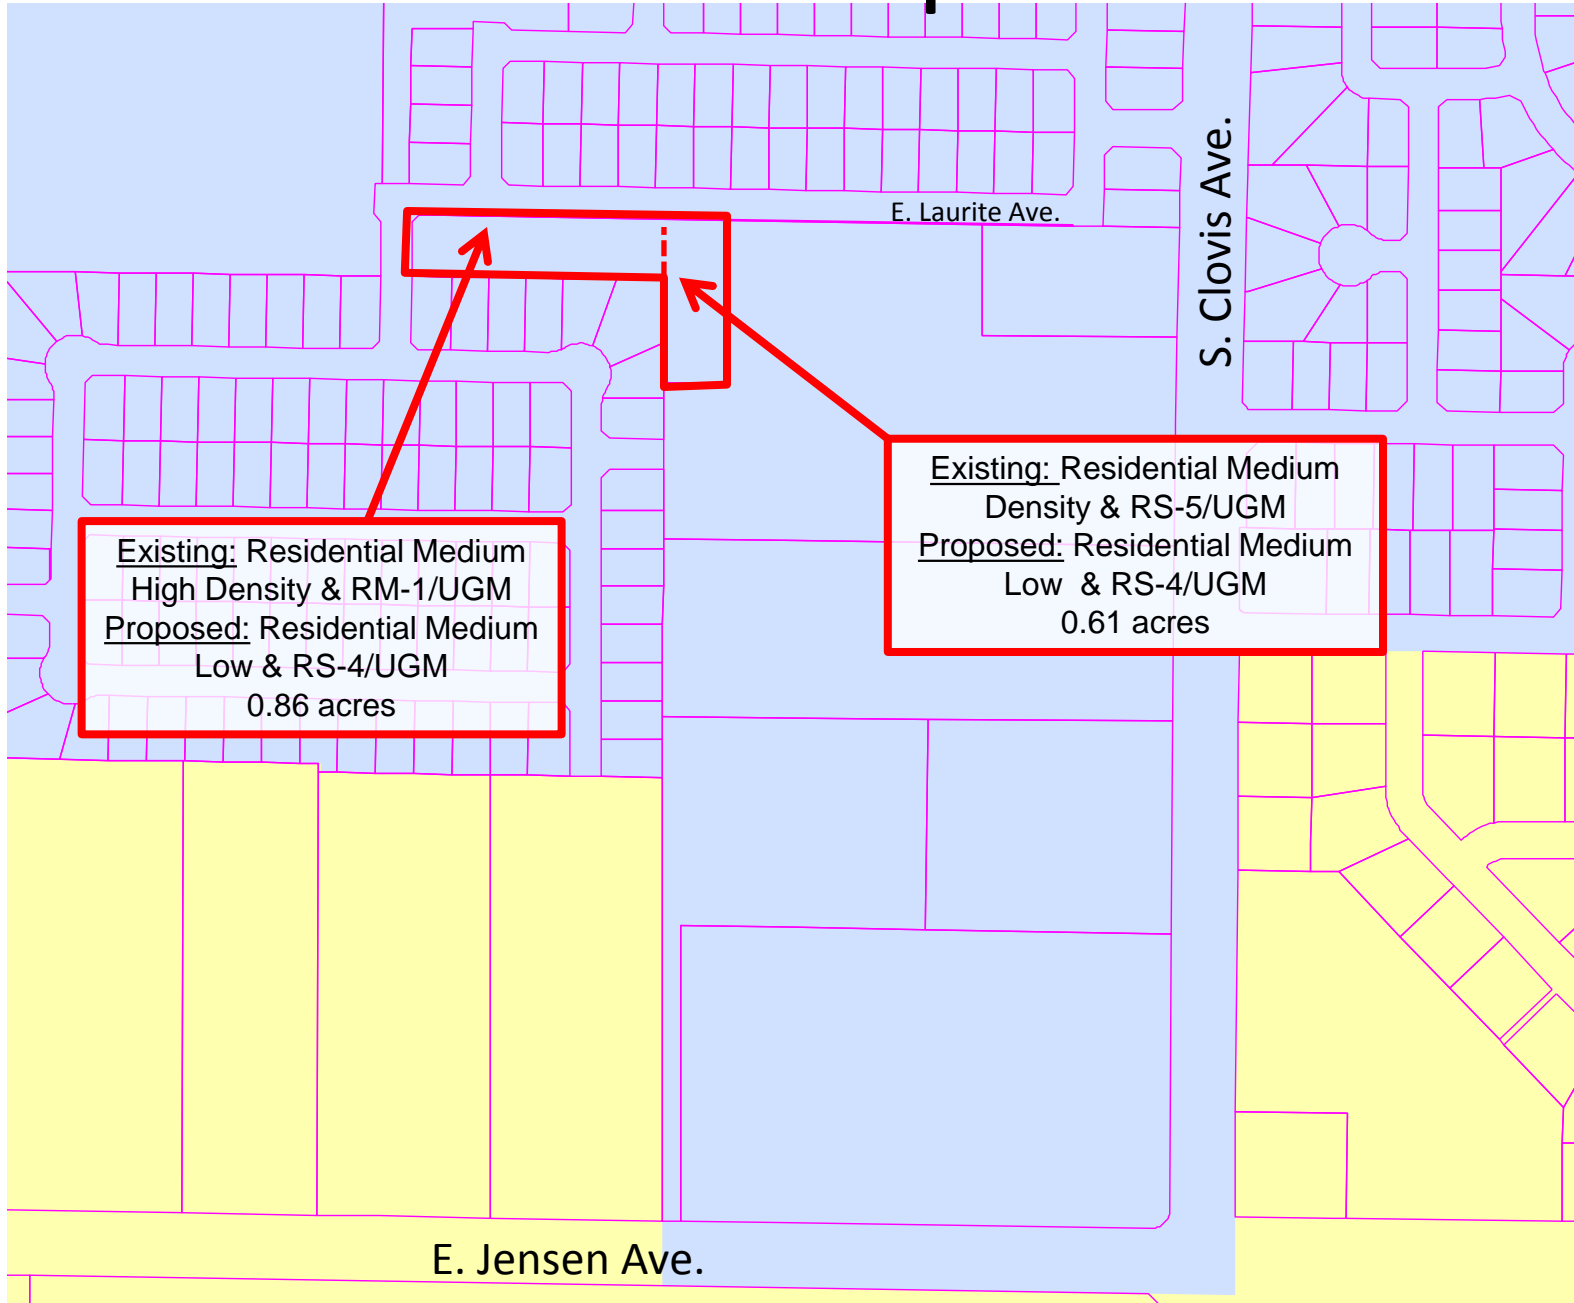 E. Laurite Ave.
S. Clovis Ave.
Existing: Residential Medium
Density & RS-5/UGM
Proposed: Residential Medium
Low & RS-4/UGM
0.61 acres
Existing: Residential Medium
High Density & RM-1/UGM
Proposed: Residential Medium
Low & RS-4/UGM
0.86 acres
E. Jensen Ave.